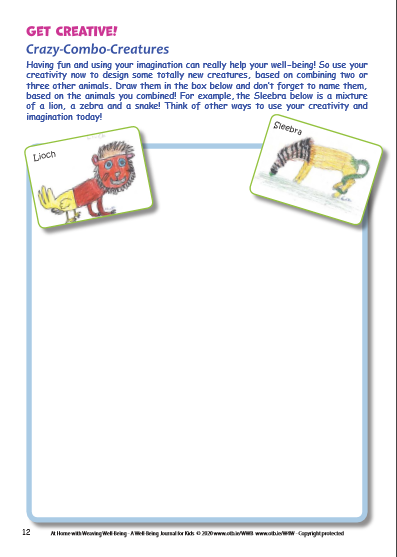 GET CREATIVE!
Crazy-Combo-Creatures
Having fun and using your imagination can really help your well-being! So use your
creativity now to design some totally new creatures, based on combining two or
three other animals. Draw them in the box below and don't forget to name them,
based on the animals you combined! For example, the Sleebra below is a mixture
of a lion, a zebra and a snake! Think of other ways to use your creativity and
imagination today!
Lioch
Sleebra
12
At Home with Weaving Well-Being - A Well-Being Journal for Kids © 2020 www.otb.ie/WWB www.otb.ie/WMW - Copyright protected